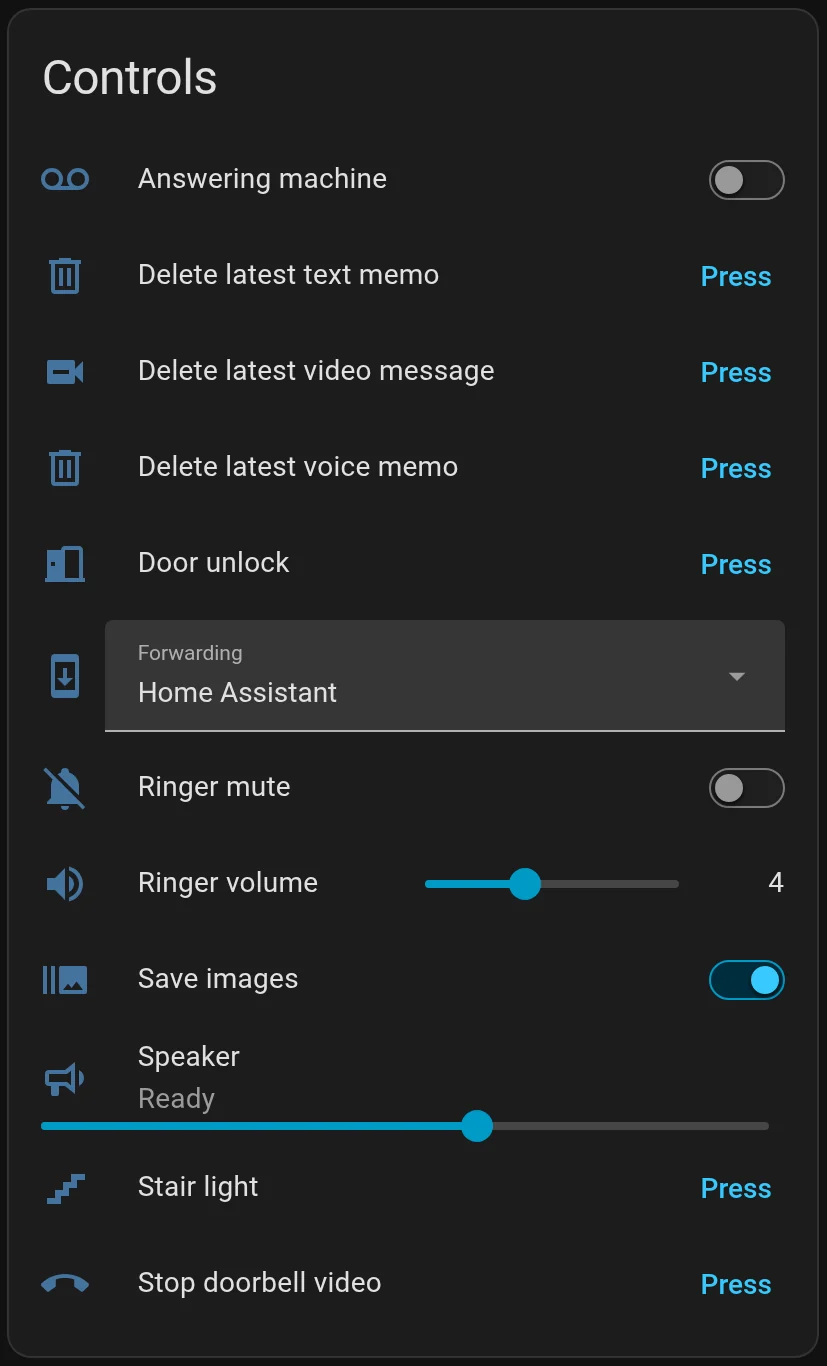 Controls
Answering machine
Delete latest text memo Press
Delete latest video message Press
Delete latest voice memo Press
Door unlock Press
Forwarding
Home Assistant
Ringer mute
Ringer volume 4
Save images
Speaker
Ready
Stair light Press
Stop doorbell video Press